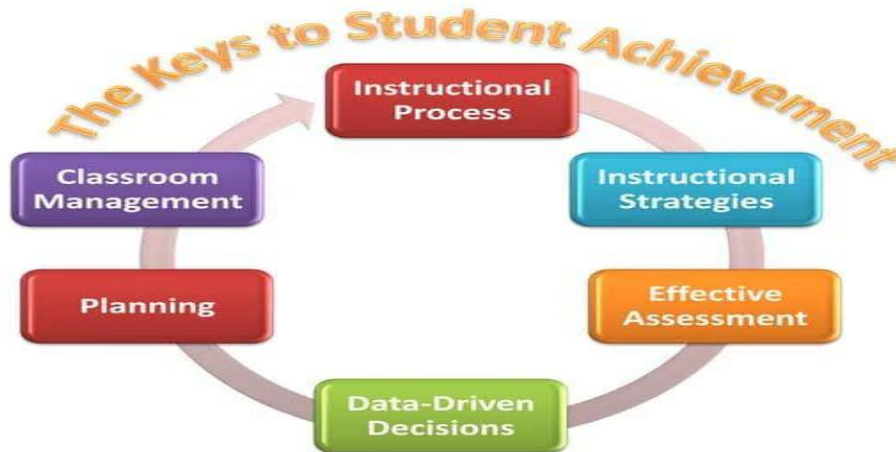 The Keys to Student Achievement
Instructional
Process
Instructional
Strategies
Effective
Assessment
Data-Driven
Decisions
Planning
Classroom
Management